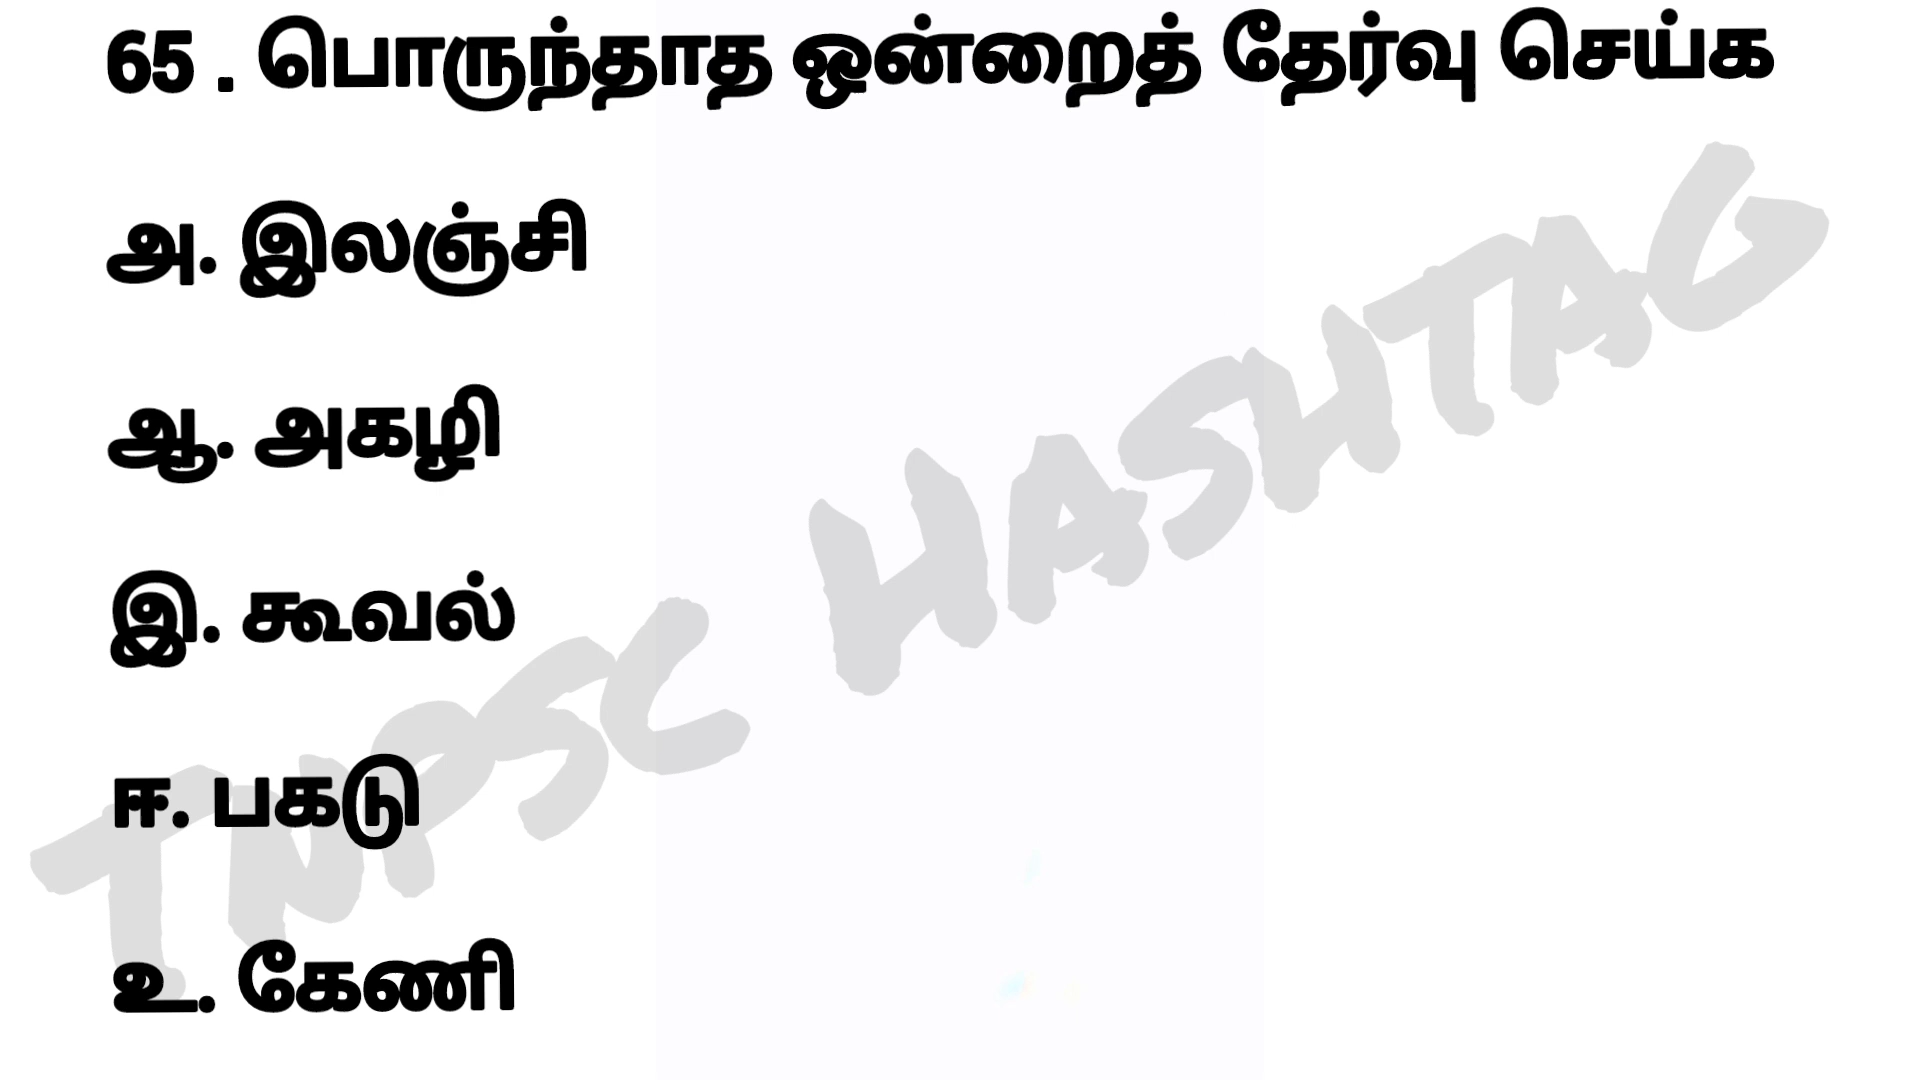 65 . பொருந்தாத ஒன்றைத் தேர்வு செய்க
அ. இலஞ்சி
ஆ. அகழி
இ. கூவல்
ஈ. பகடு
உ. கேணி
TNPSC HASHTAG